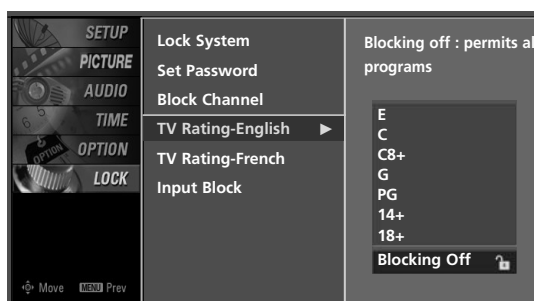 SETUP
PICTURE
AUDIO
TIME
OPTION
LOCK
Move MENU Prev
Lock System
Set Password
Block Channel
TV Rating-English
TV Rating-French
Input Block
Blocking off : permits al
programs
E
C
C8+
G
PG
14+
18+
Blocking Off